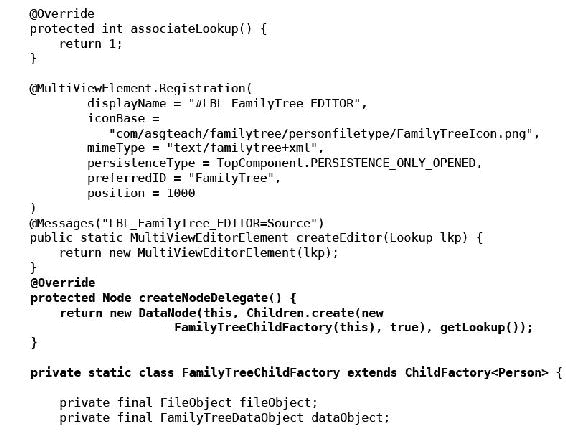 @Override
protected int associateLookup() {
    return 1;
}

@MultiViewElement.Registration(
        displayName = "#LBL_FamilyTree_EDITOR",
        iconBase =
           "com/asgteach/familytree/personfiletype/FamilyTreeIcon.png",
        mimeType = "text/familytree+xml",
        persistenceType = TopComponent.PERSISTENCE_ONLY_OPENED,
        preferredID = "FamilyTree",
        position = 1000
)
@Messages("LBL_FamilyTree_EDITOR=Source")
public static MultiViewEditorElement createEditor(Lookup lkp) {
    return new MultiViewEditorElement(lkp);
}
@Override
protected Node createNodeDelegate() {
    return new DataNode(this, Children.create(new
                    FamilyTreeChildFactory(this), true), getLookup());
}

private static class FamilyTreeChildFactory extends ChildFactory<Person> {

    private final FileObject fileObject;
    private final FamilyTreeDataObject dataObject;